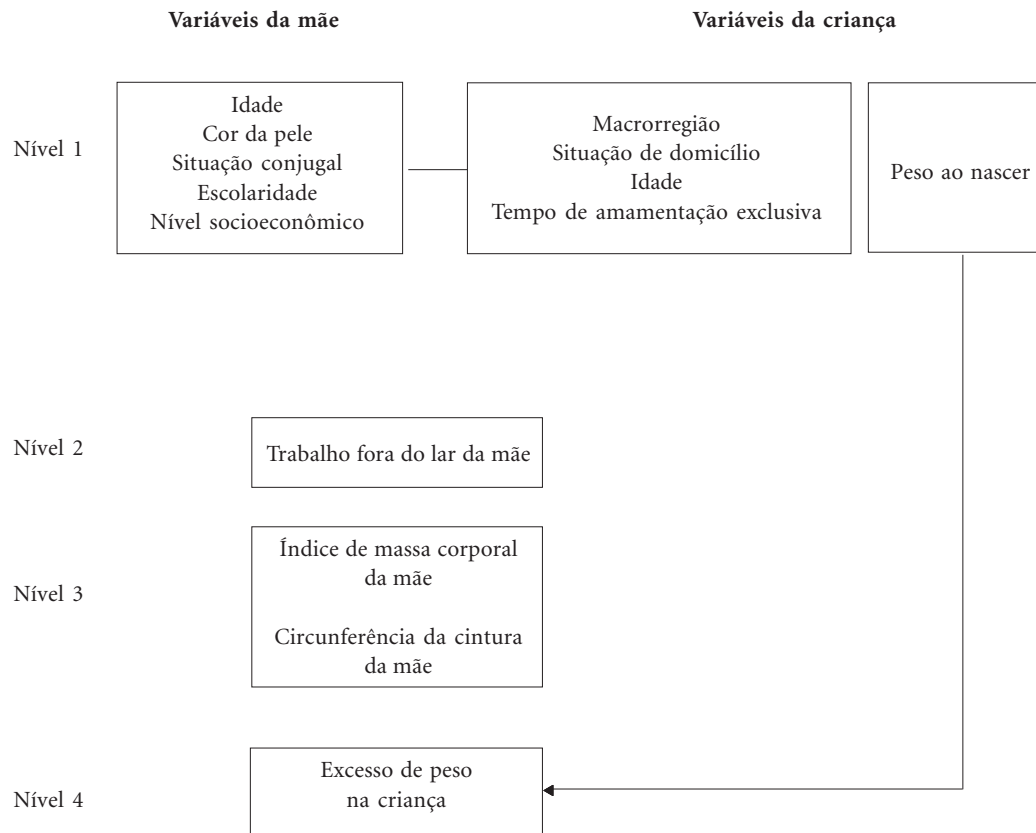 Variáveis da mãe
Variáveis da criança
Nível 1
Idade
Cor da pele
Situação conjugal
Escolaridade
Nível socioeconômico
Macrorregião
Situação de domicílio
Idade
Tempo de amamentação exclusiva
Peso ao nascer
Nível 2
Trabalho fora do lar da mãe
Nível 3
Índice de massa corporal
da mãe
Circunferência da cintura
da mãe
Nível 4
Excesso de peso
na criança